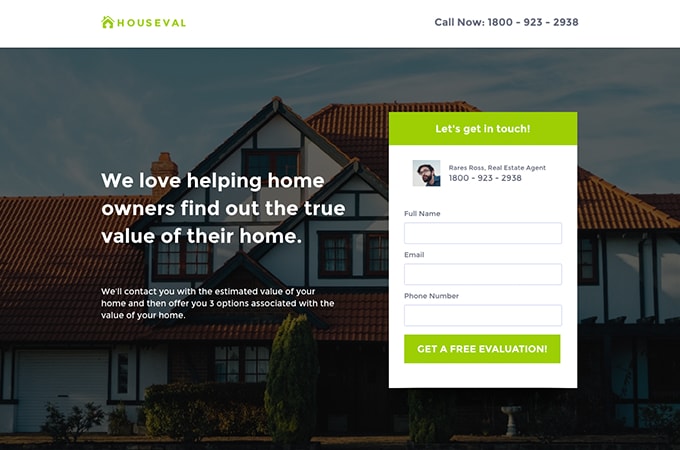 HOUSEVAL
Call Now: 1800 - 923 - 2938
We love helping home
owners find out the true
value of their home.
We'll contact you with the estimated value of your
home and then offer you 3 options associated with the
value of your home.
Let's get in touch!
Rares Ross, Real Estate Agent
1800 - 923 - 2938
Full Name
Email
Phone Number
GET A FREE EVALUATION!